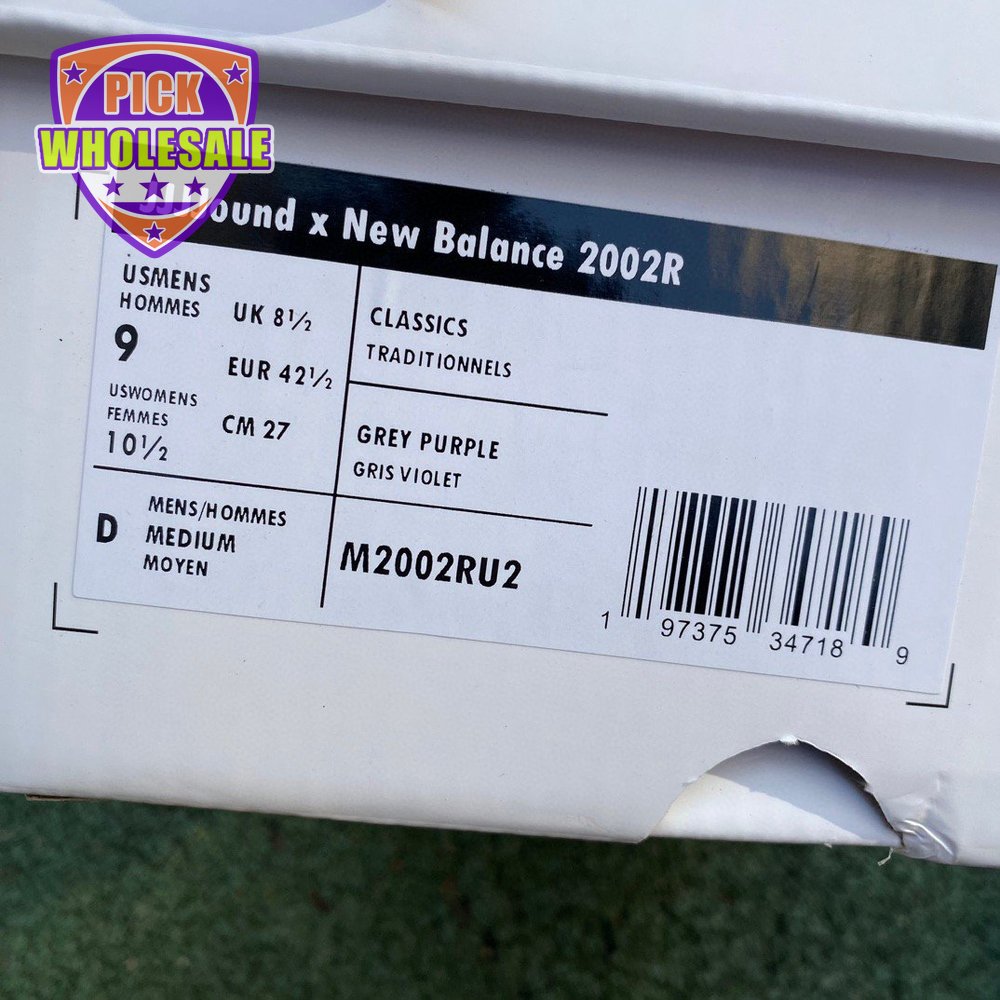 PICK
WHOLESALE
JJJJound x New Balance 2002R
USMENS
HOMMES
9
UK 8½
EUR 42½
USWOMENS
FEMMES
10½
CM 27
CLASSICS
TRADITIONNELS
GREY PURPLE
GRIS VIOLET
D
MENS/HOMMES
MEDIUM
MOYEN
M2002RU2
1 97375 34718 9